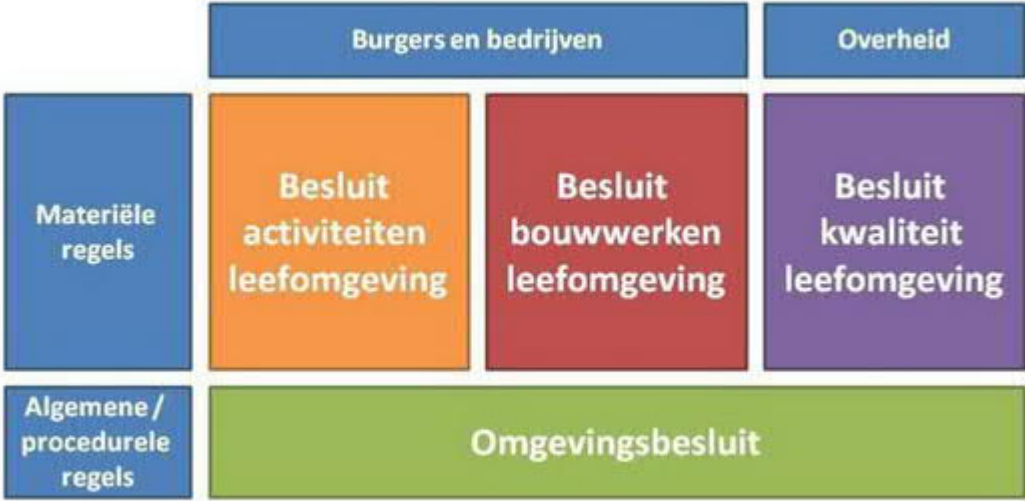 Burgers en bedrijven
Overheid
Materiële
regels
Besluit
activiteiten
leefomgeving
Besluit
bouwwerken
leefomgeving
Besluit
kwaliteit
leefomgeving
Algemene /
procedurele
regels
Omgevingsbesluit